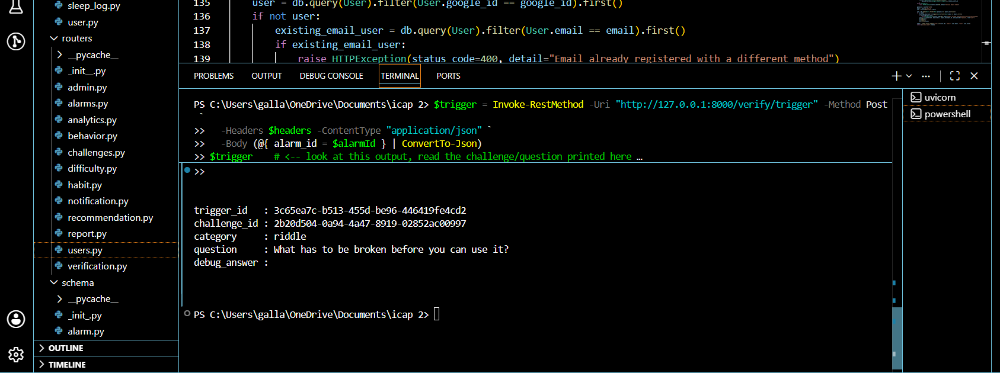 sleep_log.py
user.py
routers
__pycache__
_init__.py
admin.py
alarms.py
analytics.py
behavior.py
challenges.py
difficulty.py
habit.py
notification.py
recommendation.py
report.py
users.py
verification.py
schema
__pycache__
_init_.py
alarm.py
OUTLINE
TIMELINE
135 user = db.query(User).filter(User.google_id == google_id).first()
136 if not user:
137 existing_email_user = db.query(User).filter(User.email == email).first()
138 if existing_email_user:
139 raise HTTPException(status_code=400, detail="Email already registered with a different method")
PROBLEMS OUTPUT DEBUG CONSOLE TERMINAL PORTS
PS C:\Users\galla\OneDrive\Documents\icap 2> $trigger = Invoke-RestMethod -Uri "http://127.0.0.1:8000/verify/trigger" -Method Post
`
>> -Headers $headers -ContentType "application/json" `
>> -Body (@{ alarm_id = $alarmId } | ConvertTo-Json)
>> $trigger # <-- look at this output, read the challenge/question printed here …
>>
trigger_id : 3c65ea7c-b513-455d-be96-446419fe4cd2
challenge_id : 2b20d504-0a94-4a47-8919-02852ac00997
category : riddle
question : What has to be broken before you can use it?
debug_answer :
PS C:\Users\galla\OneDrive\Documents\icap 2>
uvicorn
powershell